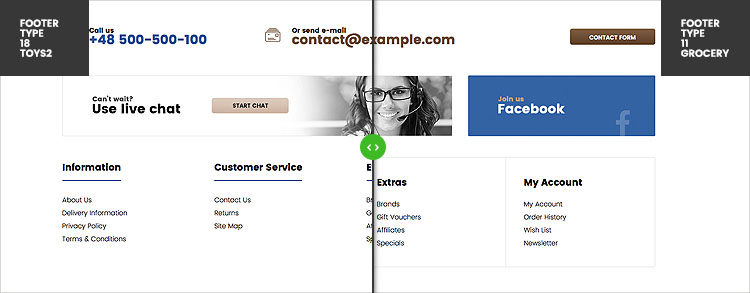 FOOTER
TYPE
18
TOYS2
Call us
+48 500-500-100
Or send e-mail
contact@example.com
CONTACT FORM
FOOTER
TYPE
11
GROCERY
Can't wait?
Use live chat
START CHAT
Join us
Facebook
f
Information
About Us
Delivery Information
Privacy Policy
Terms & Conditions
Customer Service
Contact Us
Returns
Site Map
E
Br
Af
Sp
Extras
Brands
Gift Vouchers
Affiliates
Specials
My Account
My Account
Order History
Wish List
Newsletter